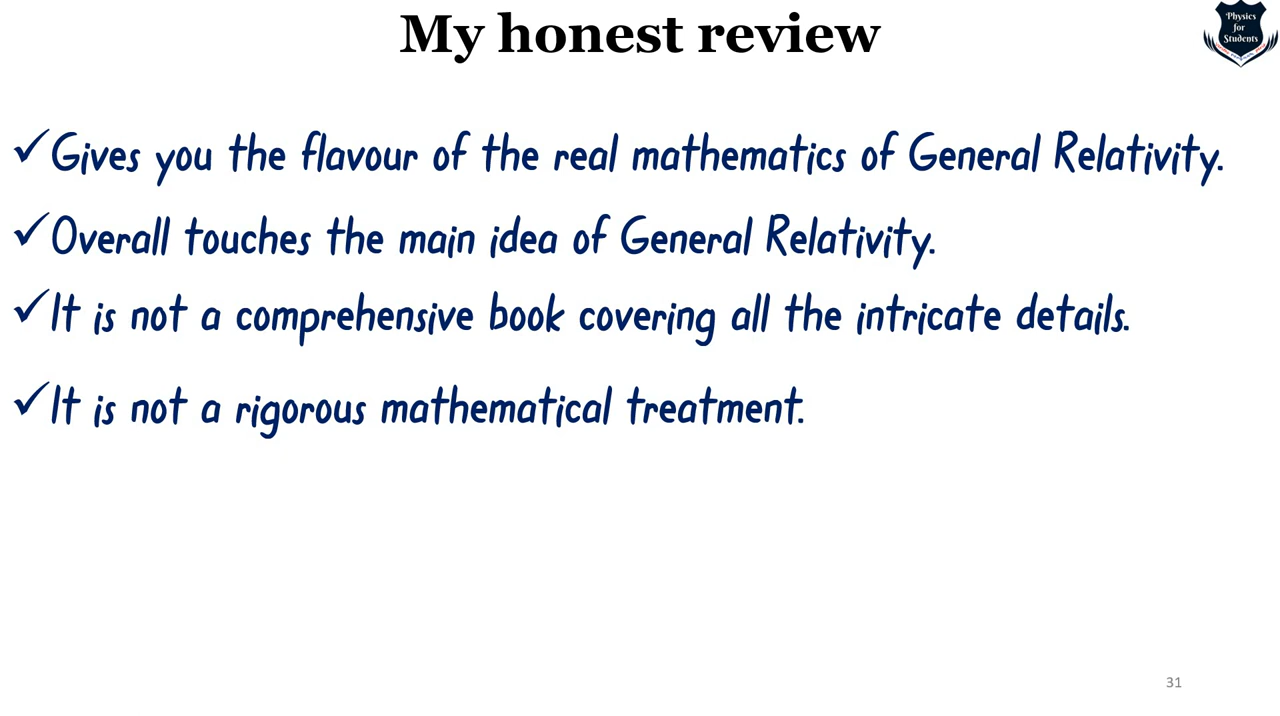 My honest review
Physics
for
Students
✓Gives you the flavour of the real mathematics of General Relativity.
✓Overall touches the main idea of General Relativity.
✓It is not a comprehensive book covering all the intricate details.
✓It is not a rigorous mathematical treatment.
31